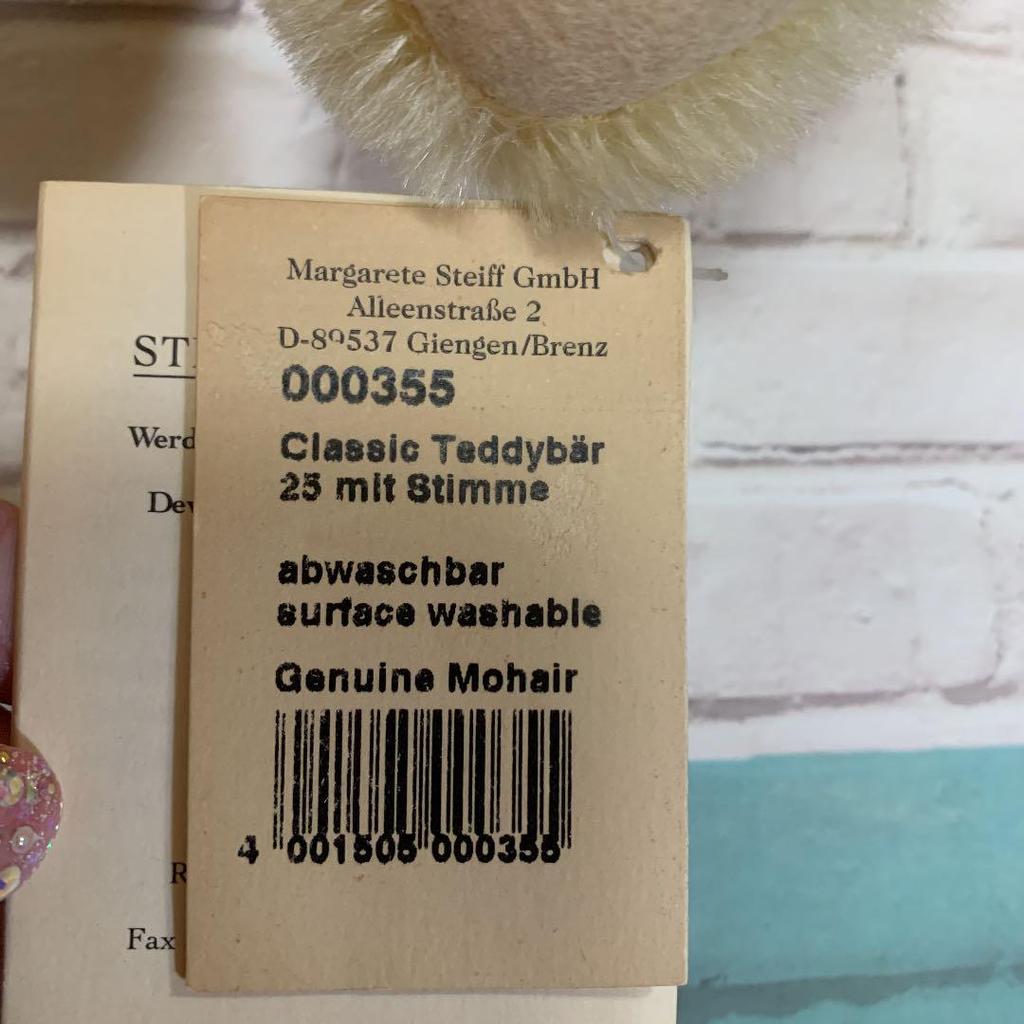 Margarete Steiff GmbH
Alleenstraße 2
D-89537 Giengen/Brenz
000355
Classic Teddybär
25 mit Stimme
abwaschbar
surface washable
Genuine Mohair
4 001505 000355
Fax